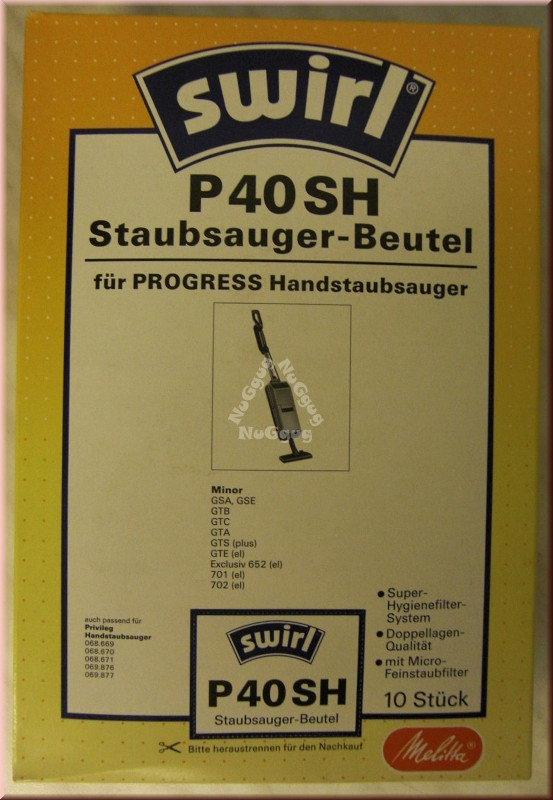 swirl®
P40SH
Staubsauger-Beutel
für PROGRESS Handstaubsauger
NuGgug
NuGgug
NuGgug
Minor
GSA, GSE
GTB
GTC
GTA
GTS (plus)
GTE (el)
Exclusiv 652 (el)
701 (el)
702 (el)
auch passend für
Privileg
Handstaubsauger
068.669
068.670
068.671
069.876
069.877
swirl
P40SH
Staubsauger-Beutel
Bitte heraustrennen für den Nachkauf
● Super-
Hygienefilter-
System
● Doppellagen-
Qualität
● mit Micro-
Feinstaubfilter
10 Stück
Melitta®